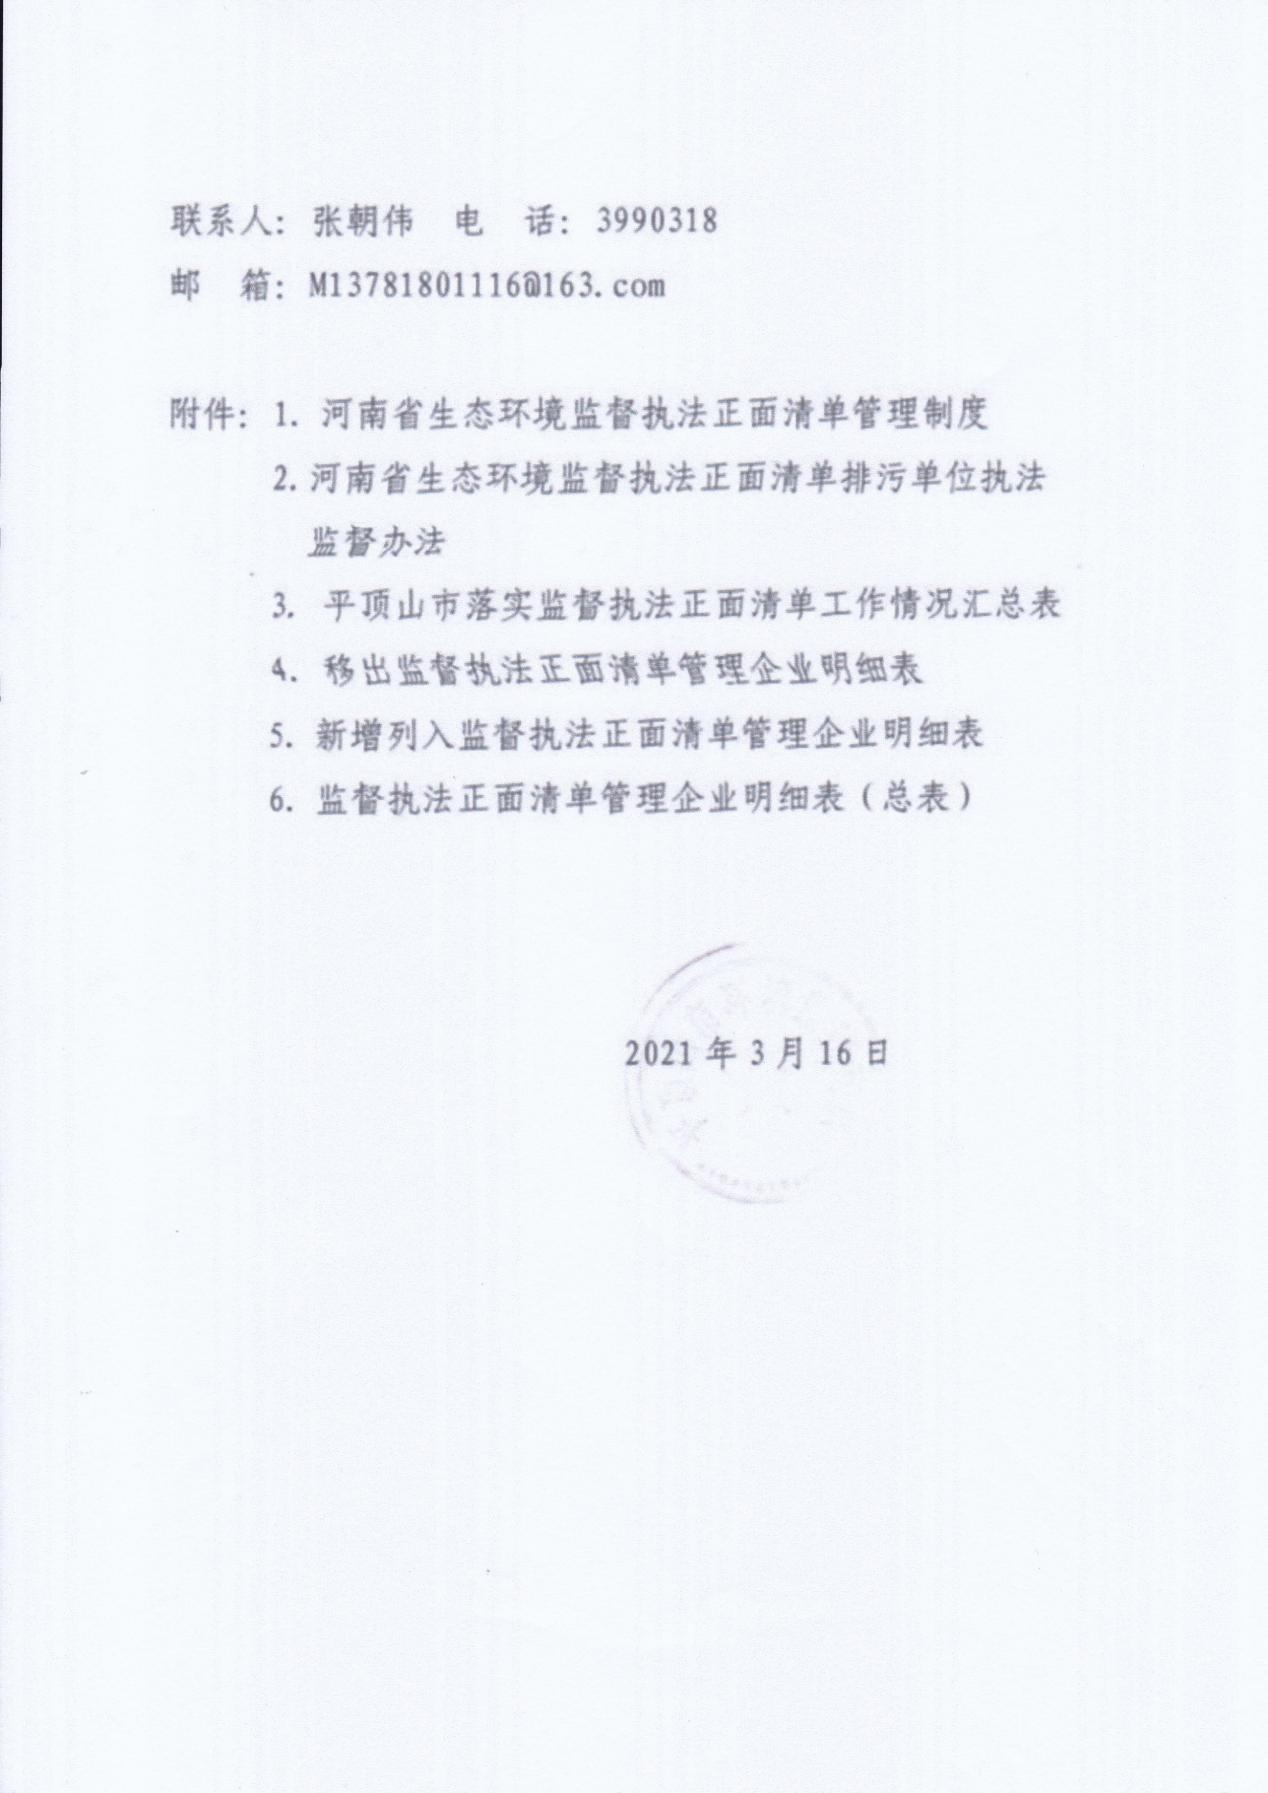 联系人：张朝伟 电 话：3990318
邮 箱：M13781801116@163.com
附件：1. 河南省生态环境监督执法正面清单管理制度
2.河南省生态环境监督执法正面清单排污单位执法
监督办法
3. 平顶山市落实监督执法正面清单工作情况汇总表
4. 移出监督执法正面清单管理企业明细表
5. 新增列入监督执法正面清单管理企业明细表
6. 监督执法正面清单管理企业明细表（总表）
2021 年 3 月 16 日